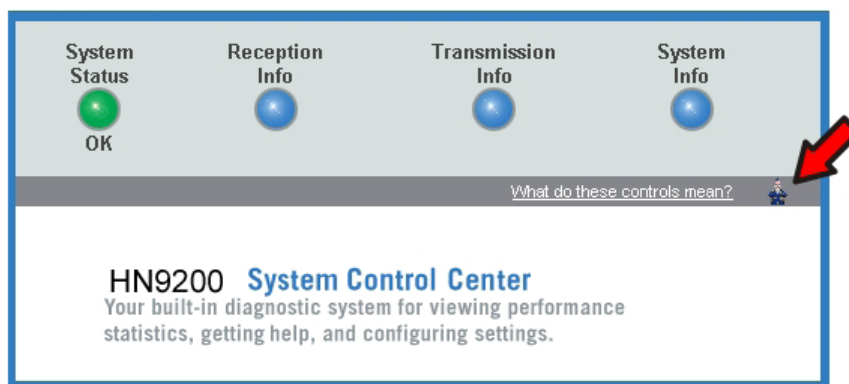 System Reception Transmission System
Status Info Info Info
OK
What do these controls mean?
HN9200 System Control Center
Your built-in diagnostic system for viewing performance
statistics, getting help, and configuring settings.